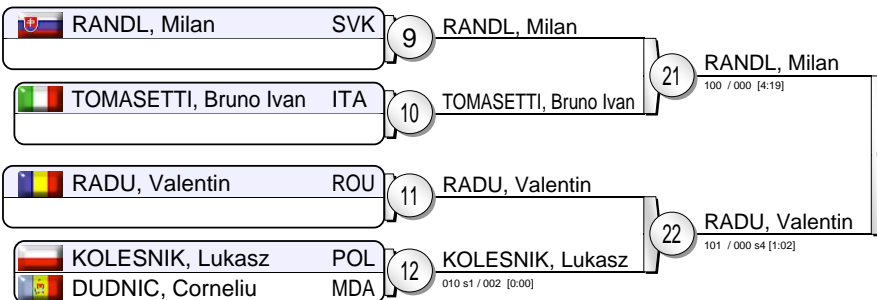 RANDL, Milan SVK
9
RANDL, Milan
TOMASETTI, Bruno Ivan ITA
10
TOMASETTI, Bruno Ivan
21
RANDL, Milan
100 / 000 [4:19]
RADU, Valentin ROU
11
RADU, Valentin
KOLESNIK, Lukasz POL
DUDNIC, Corneliu MDA
12
KOLESNIK, Lukasz
010 s1 / 002 [0:00]
22
RADU, Valentin
101 / 000 s4 [1:02]